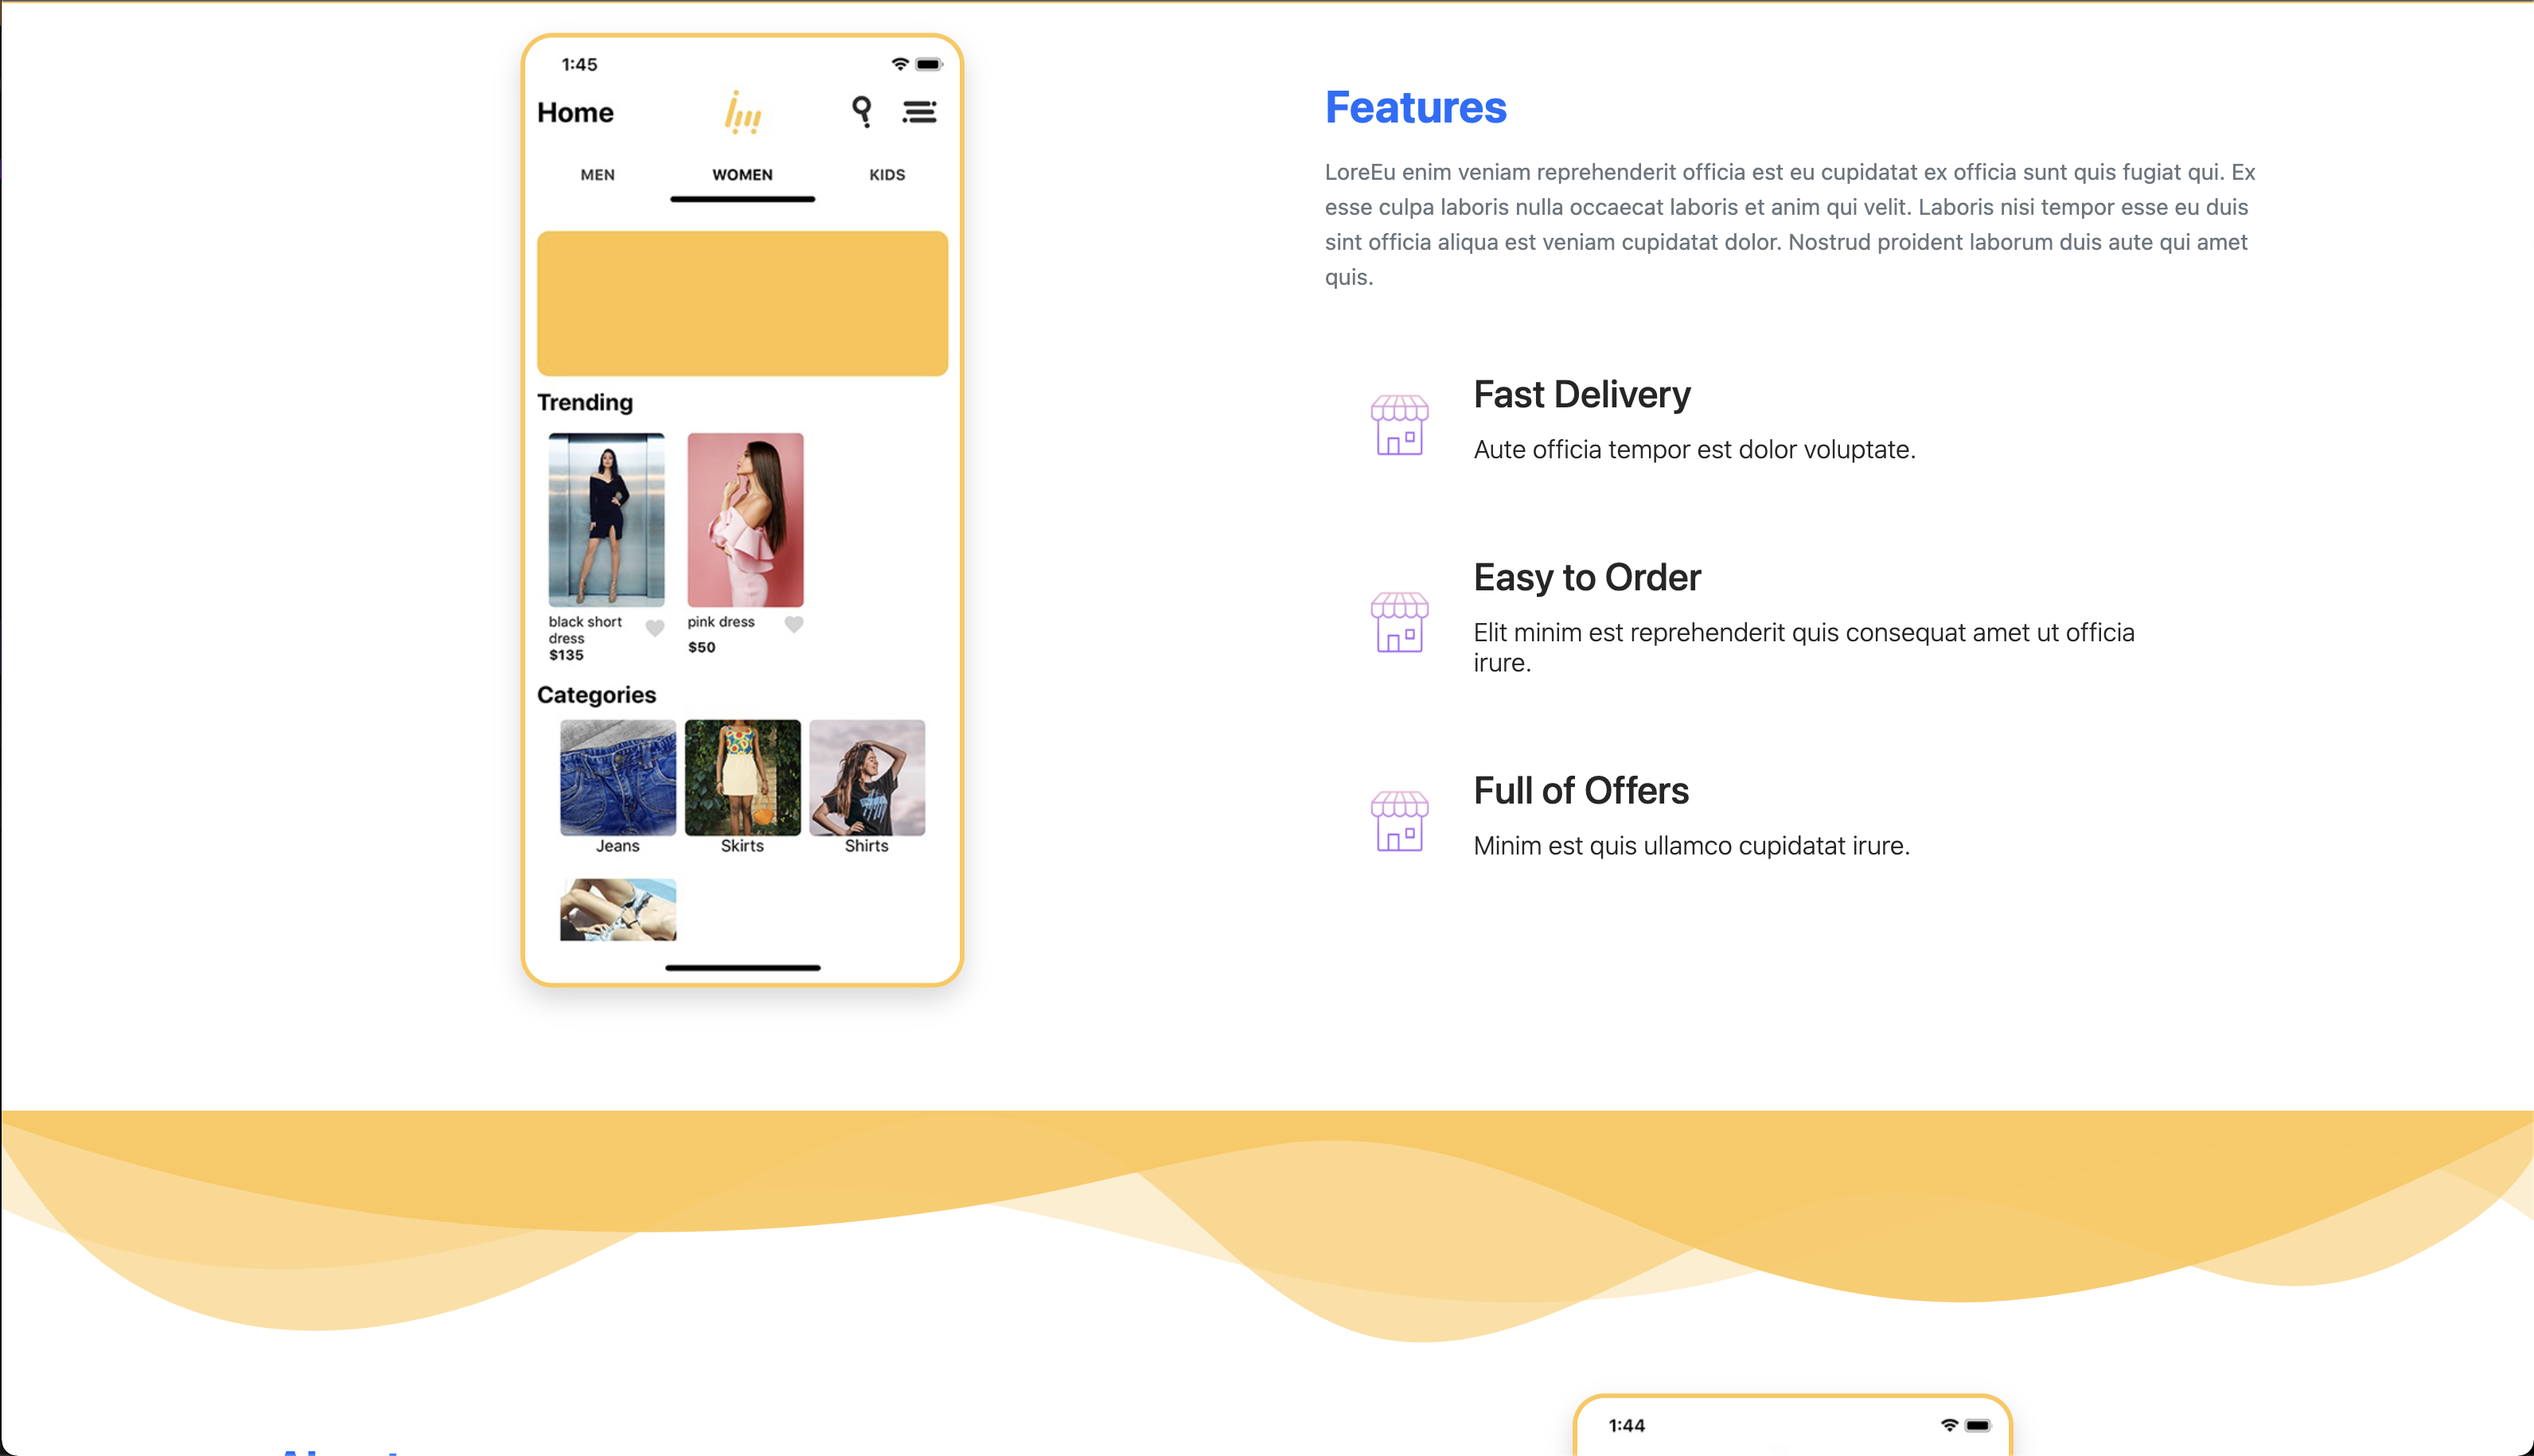 1:45
Home
MEN WOMEN KIDS
Trending
black short
dress
$135
pink dress
$50
Categories
Jeans Skirts Shirts
Features
LoreEu enim veniam reprehenderit officia est eu cupidatat ex officia sunt quis fugiat qui. Ex
esse culpa laboris nulla occaecat laboris et anim qui velit. Laboris nisi tempor esse eu duis
sint officia aliqua est veniam cupidatat dolor. Nostrud proident laborum duis aute qui amet
quis.
Fast Delivery
Aute officia tempor est dolor voluptate.
Easy to Order
Elit minim est reprehenderit quis consequat amet ut officia
irure.
Full of Offers
Minim est quis ullamco cupidatat irure.
1:44